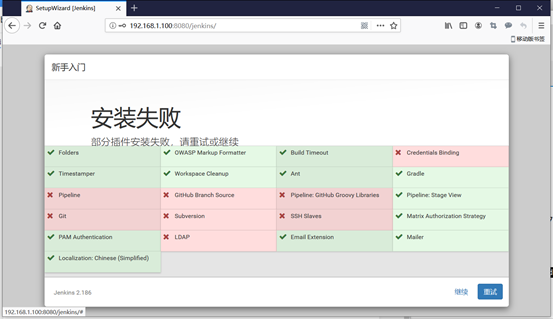 SetupWizard [Jenkins]
192.168.1.100:8080/jenkins/
移动版书签
新手入门
安装失败
部分插件安装失败，请重试或继续
Folders
OWASP Markup Formatter
Build Timeout
Credentials Binding
Timestamper
Workspace Cleanup
Ant
Gradle
Pipeline
GitHub Branch Source
Pipeline: GitHub Groovy Libraries
Pipeline: Stage View
Git
Subversion
SSH Slaves
Matrix Authorization Strategy
PAM Authentication
LDAP
Email Extension
Mailer
Localization: Chinese (Simplified)
Jenkins 2.186
继续
重试
192.168.1.100:8080/jenkins/#